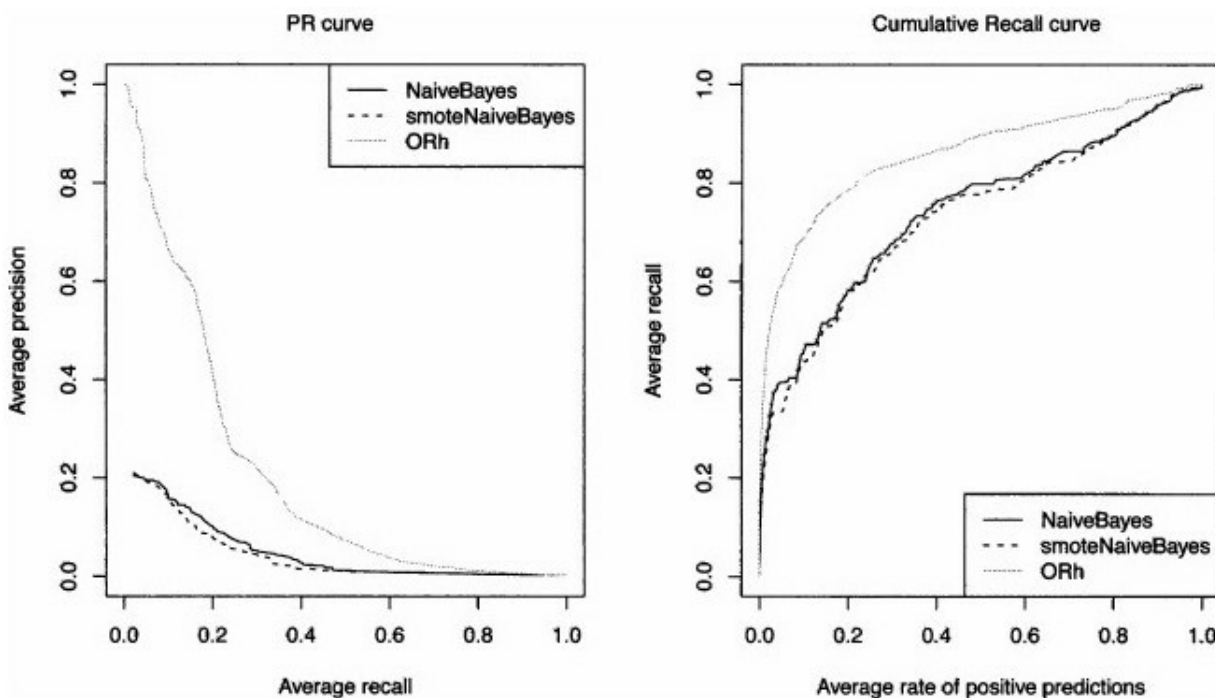 PR curve
NaiveBayes
smoteNaiveBayes
ORh
Average precision
0.0
0.2
0.4
0.6
0.8
1.0
0.0 0.2 0.4 0.6 0.8 1.0
Average recall
Cumulative Recall curve
Average recall
0.0
0.2
0.4
0.6
0.8
1.0
NaiveBayes
smoteNaiveBayes
ORh
0.0 0.2 0.4 0.6 0.8 1.0
Average rate of positive predictions